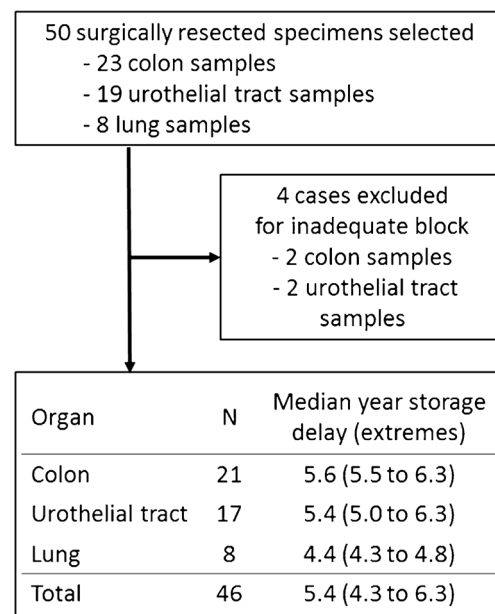 50 surgically resected specimens selected
- 23 colon samples
- 19 urothelial tract samples
- 8 lung samples
4 cases excluded
for inadequate block
- 2 colon samples
- 2 urothelial tract
samples
Organ N Median year storage
delay (extremes)
Colon 21 5.6 (5.5 to 6.3)
Urothelial tract 17 5.4 (5.0 to 6.3)
Lung 8 4.4 (4.3 to 4.8)
Total 46 5.4 (4.3 to 6.3)